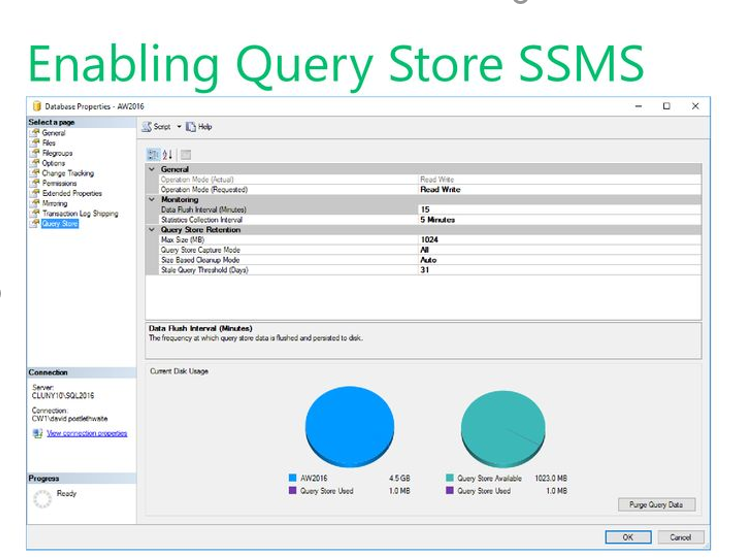 Enabling Query Store SSMS
Database Properties - AW2016
Select a page
General
Files
Filegroups
Options
Change Tracking
Permissions
Extended Properties
Mirroring
Transaction Log Shipping
Query Store
Script Help
General
Operation Mode (Actual) Read Write
Operation Mode (Requested) Read Write
Monitoring
Data Flush Interval (Minutes) 15
Statistics Collection Interval 5 Minutes
Query Store Retention
Max Size (MB) 1024
Query Store Capture Mode All
Size Based Cleanup Mode Auto
Stale Query Threshold (Days) 31
Data Flush Interval (Minutes)
The frequency at which query store data is flushed and persisted to disk.
Connection
Server:
CLUNY10\SQL2016
Connection:
CW1\david.postlethwaite
View connection properties
Progress
Ready
Current Disk Usage
AW2016 4.5 GB Query Store Available 1023.0 MB
Query Store Used 1.0 MB Query Store Used 1.0 MB
Purge Query Data
OK Cancel